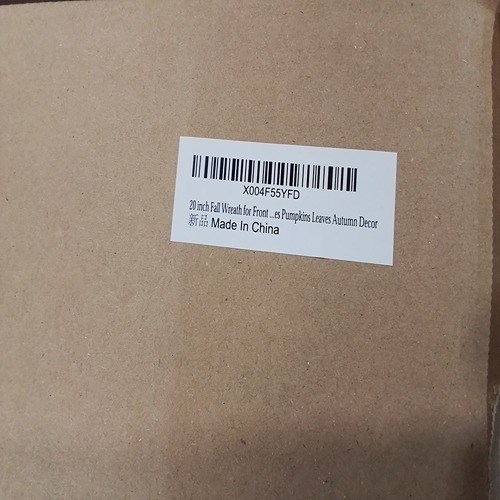 X004F55YFD
20 inch Fall Wreath for Front ...es Pumpkins Leaves Autumn Decor
新品 Made In China